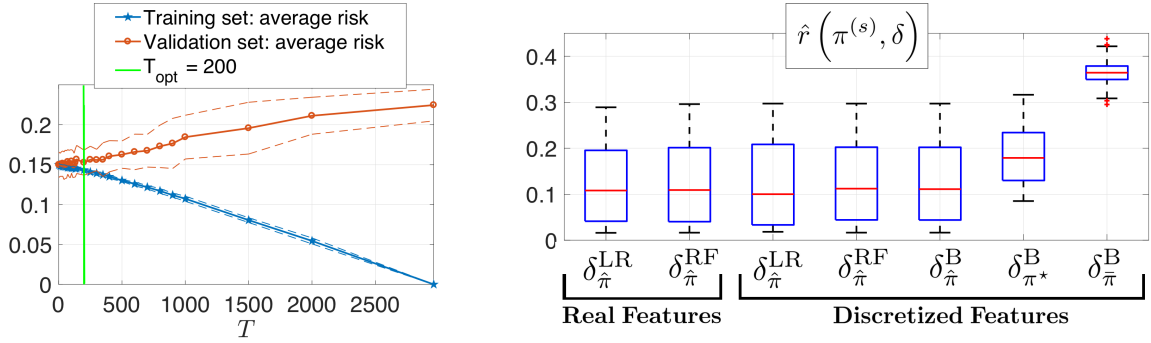 Training set: average risk
Validation set: average risk
T_opt = 200
0.2
0.15
0.1
0.05
0
0 500 1000 1500 2000 2500
T
r̂ (π^(s), δ)
0.4
0.3
0.2
0.1
0
δ_π̂^LR δ_π̂^RF δ_π̂^LR δ_π̂^RF δ_π̂^B δ_π⋆^B δ_π̄^B
Real Features Discretized Features